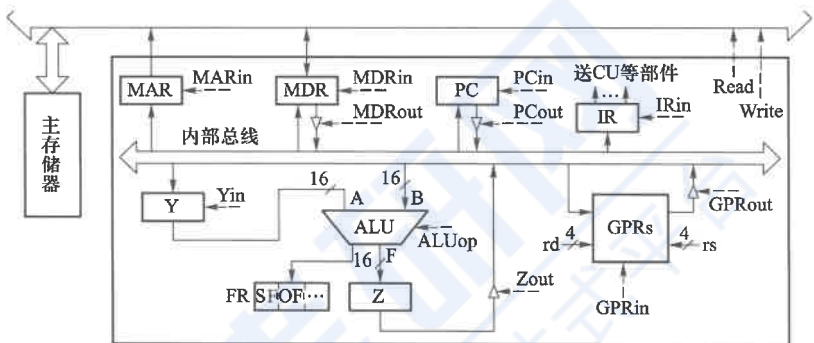 MAR
MARin
MDR
MDRin
MDRout
PC
PCin
PCout
送CU等部件
…
IR
IRin
Read
Write
主存储器
内部总线
Y
Yin
16
A
16
B
ALU
ALUop
16
F
FR SF OF …
Z
Zout
GPRs
GPRout
4
rd
4
rs
GPRin